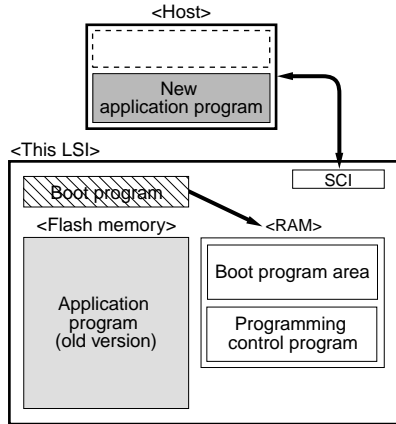 <Host>
New
application program
<This LSI>
SCI
Boot program
<Flash memory>
<RAM>
Application
program
(old version)
Boot program area
Programming
control program